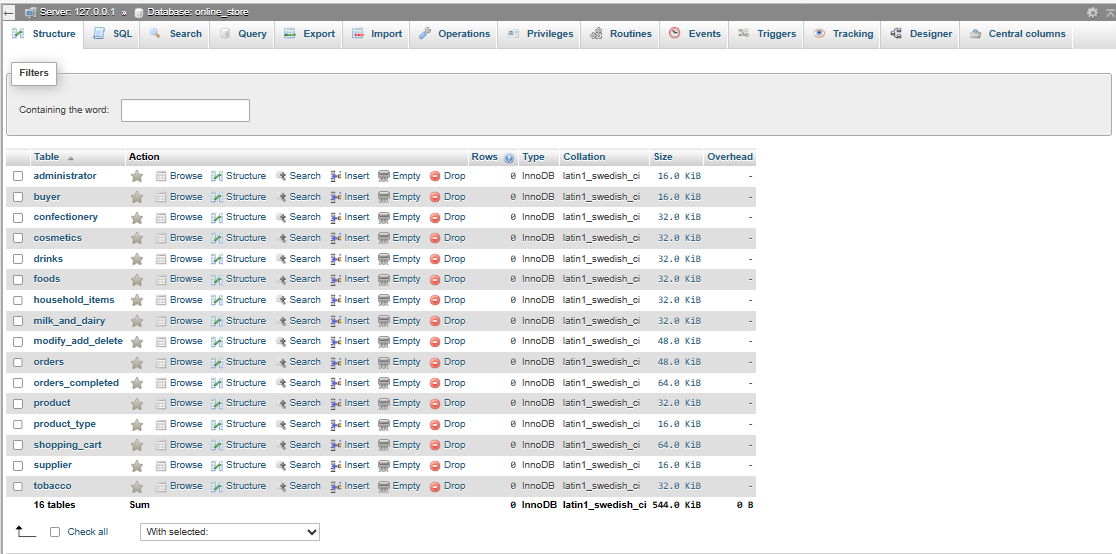 Server: 127.0.0.1 » Database: online_store
Structure SQL Search Query Export Import Operations Privileges Routines Events Triggers Tracking Designer Central columns
Filters
Containing the word:
Table Action Rows Type Collation Size Overhead
administrator Browse Structure Search Insert Empty Drop 0 InnoDB latin1_swedish_ci 16.0 KiB -
buyer Browse Structure Search Insert Empty Drop 0 InnoDB latin1_swedish_ci 16.0 KiB -
confectionery Browse Structure Search Insert Empty Drop 0 InnoDB latin1_swedish_ci 32.0 KiB -
cosmetics Browse Structure Search Insert Empty Drop 0 InnoDB latin1_swedish_ci 32.0 KiB -
drinks Browse Structure Search Insert Empty Drop 0 InnoDB latin1_swedish_ci 32.0 KiB -
foods Browse Structure Search Insert Empty Drop 0 InnoDB latin1_swedish_ci 32.0 KiB -
household_items Browse Structure Search Insert Empty Drop 0 InnoDB latin1_swedish_ci 32.0 KiB -
milk_and_dairy Browse Structure Search Insert Empty Drop 0 InnoDB latin1_swedish_ci 32.0 KiB -
modify_add_delete Browse Structure Search Insert Empty Drop 0 InnoDB latin1_swedish_ci 48.0 KiB -
orders Browse Structure Search Insert Empty Drop 0 InnoDB latin1_swedish_ci 48.0 KiB -
orders_completed Browse Structure Search Insert Empty Drop 0 InnoDB latin1_swedish_ci 64.0 KiB -
product Browse Structure Search Insert Empty Drop 0 InnoDB latin1_swedish_ci 32.0 KiB -
product_type Browse Structure Search Insert Empty Drop 0 InnoDB latin1_swedish_ci 16.0 KiB -
shopping_cart Browse Structure Search Insert Empty Drop 0 InnoDB latin1_swedish_ci 64.0 KiB -
supplier Browse Structure Search Insert Empty Drop 0 InnoDB latin1_swedish_ci 16.0 KiB -
tobacco Browse Structure Search Insert Empty Drop 0 InnoDB latin1_swedish_ci 32.0 KiB -
16 tables Sum 0 InnoDB latin1_swedish_ci 544.0 KiB 0 B
Check all With selected: